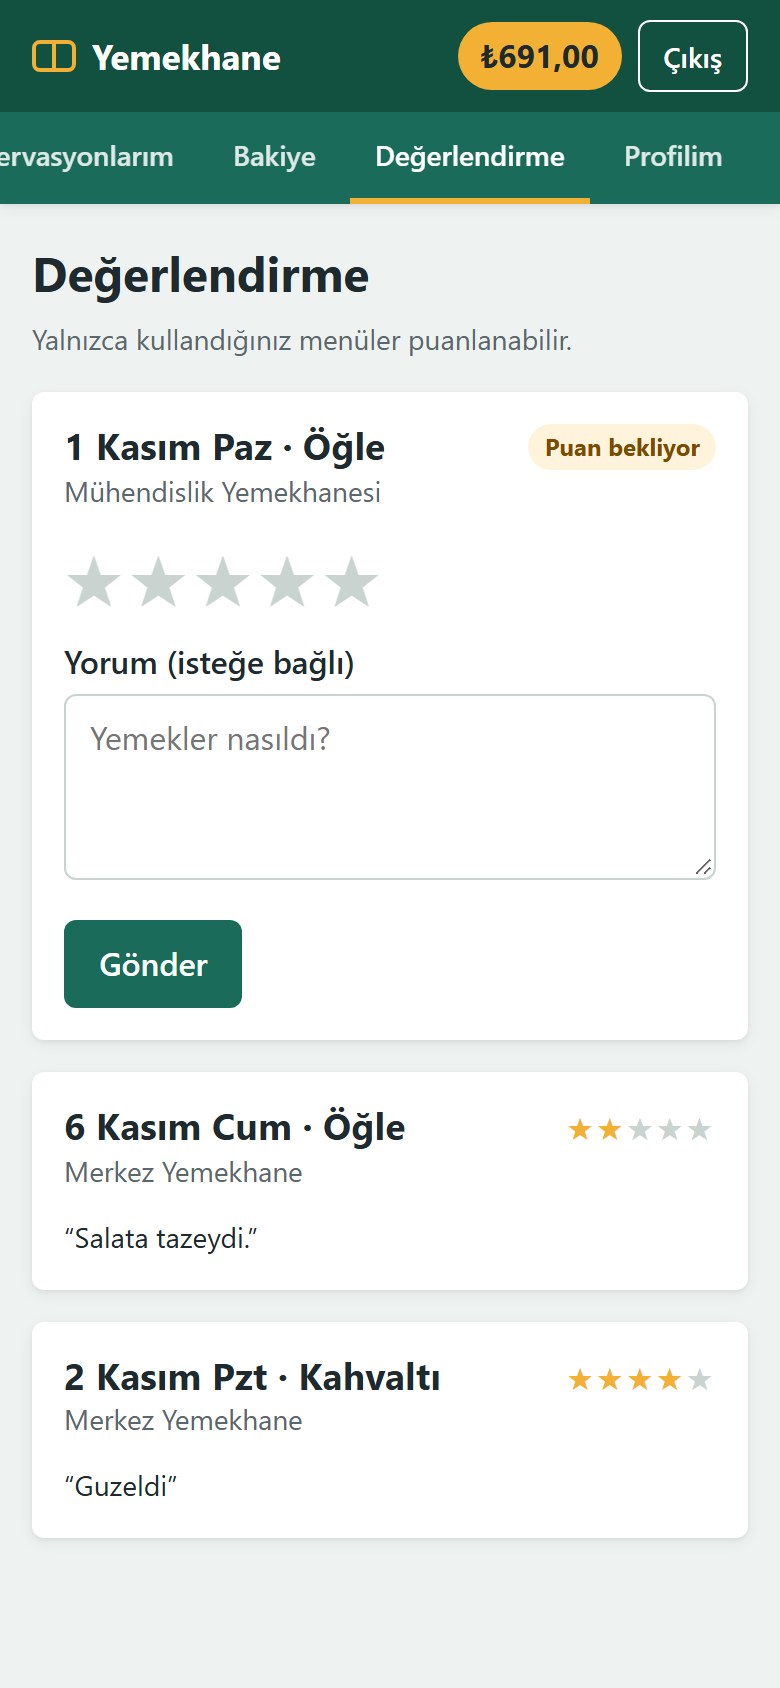 Yemekhane
₺691,00
Çıkış
ervasyonlarım
Bakiye
Değerlendirme
Profilim
Değerlendirme
Yalnızca kullandığınız menüler puanlanabilir.
1 Kasım Paz · Öğle
Puan bekliyor
Mühendislik Yemekhanesi
Yorum (isteğe bağlı)
Yemekler nasıldı?
Gönder
6 Kasım Cum · Öğle
Merkez Yemekhane
“Salata tazeydi.”
2 Kasım Pzt · Kahvaltı
Merkez Yemekhane
“Guzeldi”